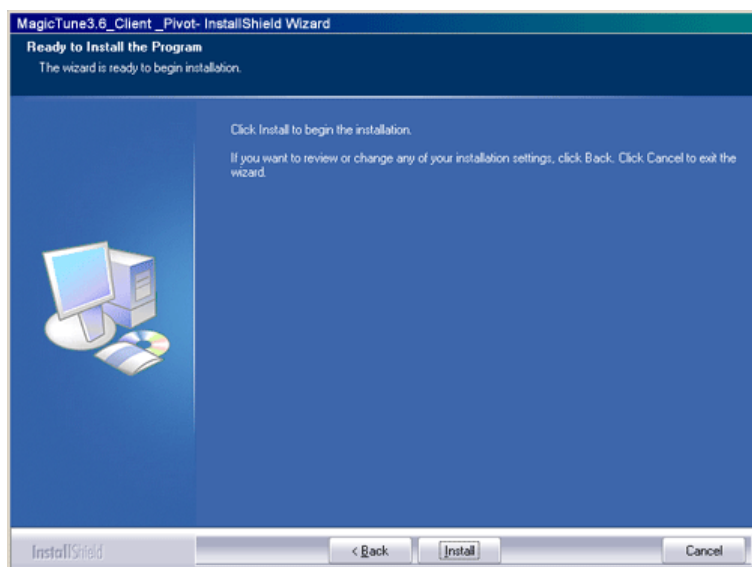 MagicTune3.6_Client _Pivot- InstallShield Wizard
Ready to Install the Program
The wizard is ready to begin installation.
Click Install to begin the installation.
If you want to review or change any of your installation settings, click Back. Click Cancel to exit the
wizard.
InstallShield
< Back
Install
Cancel